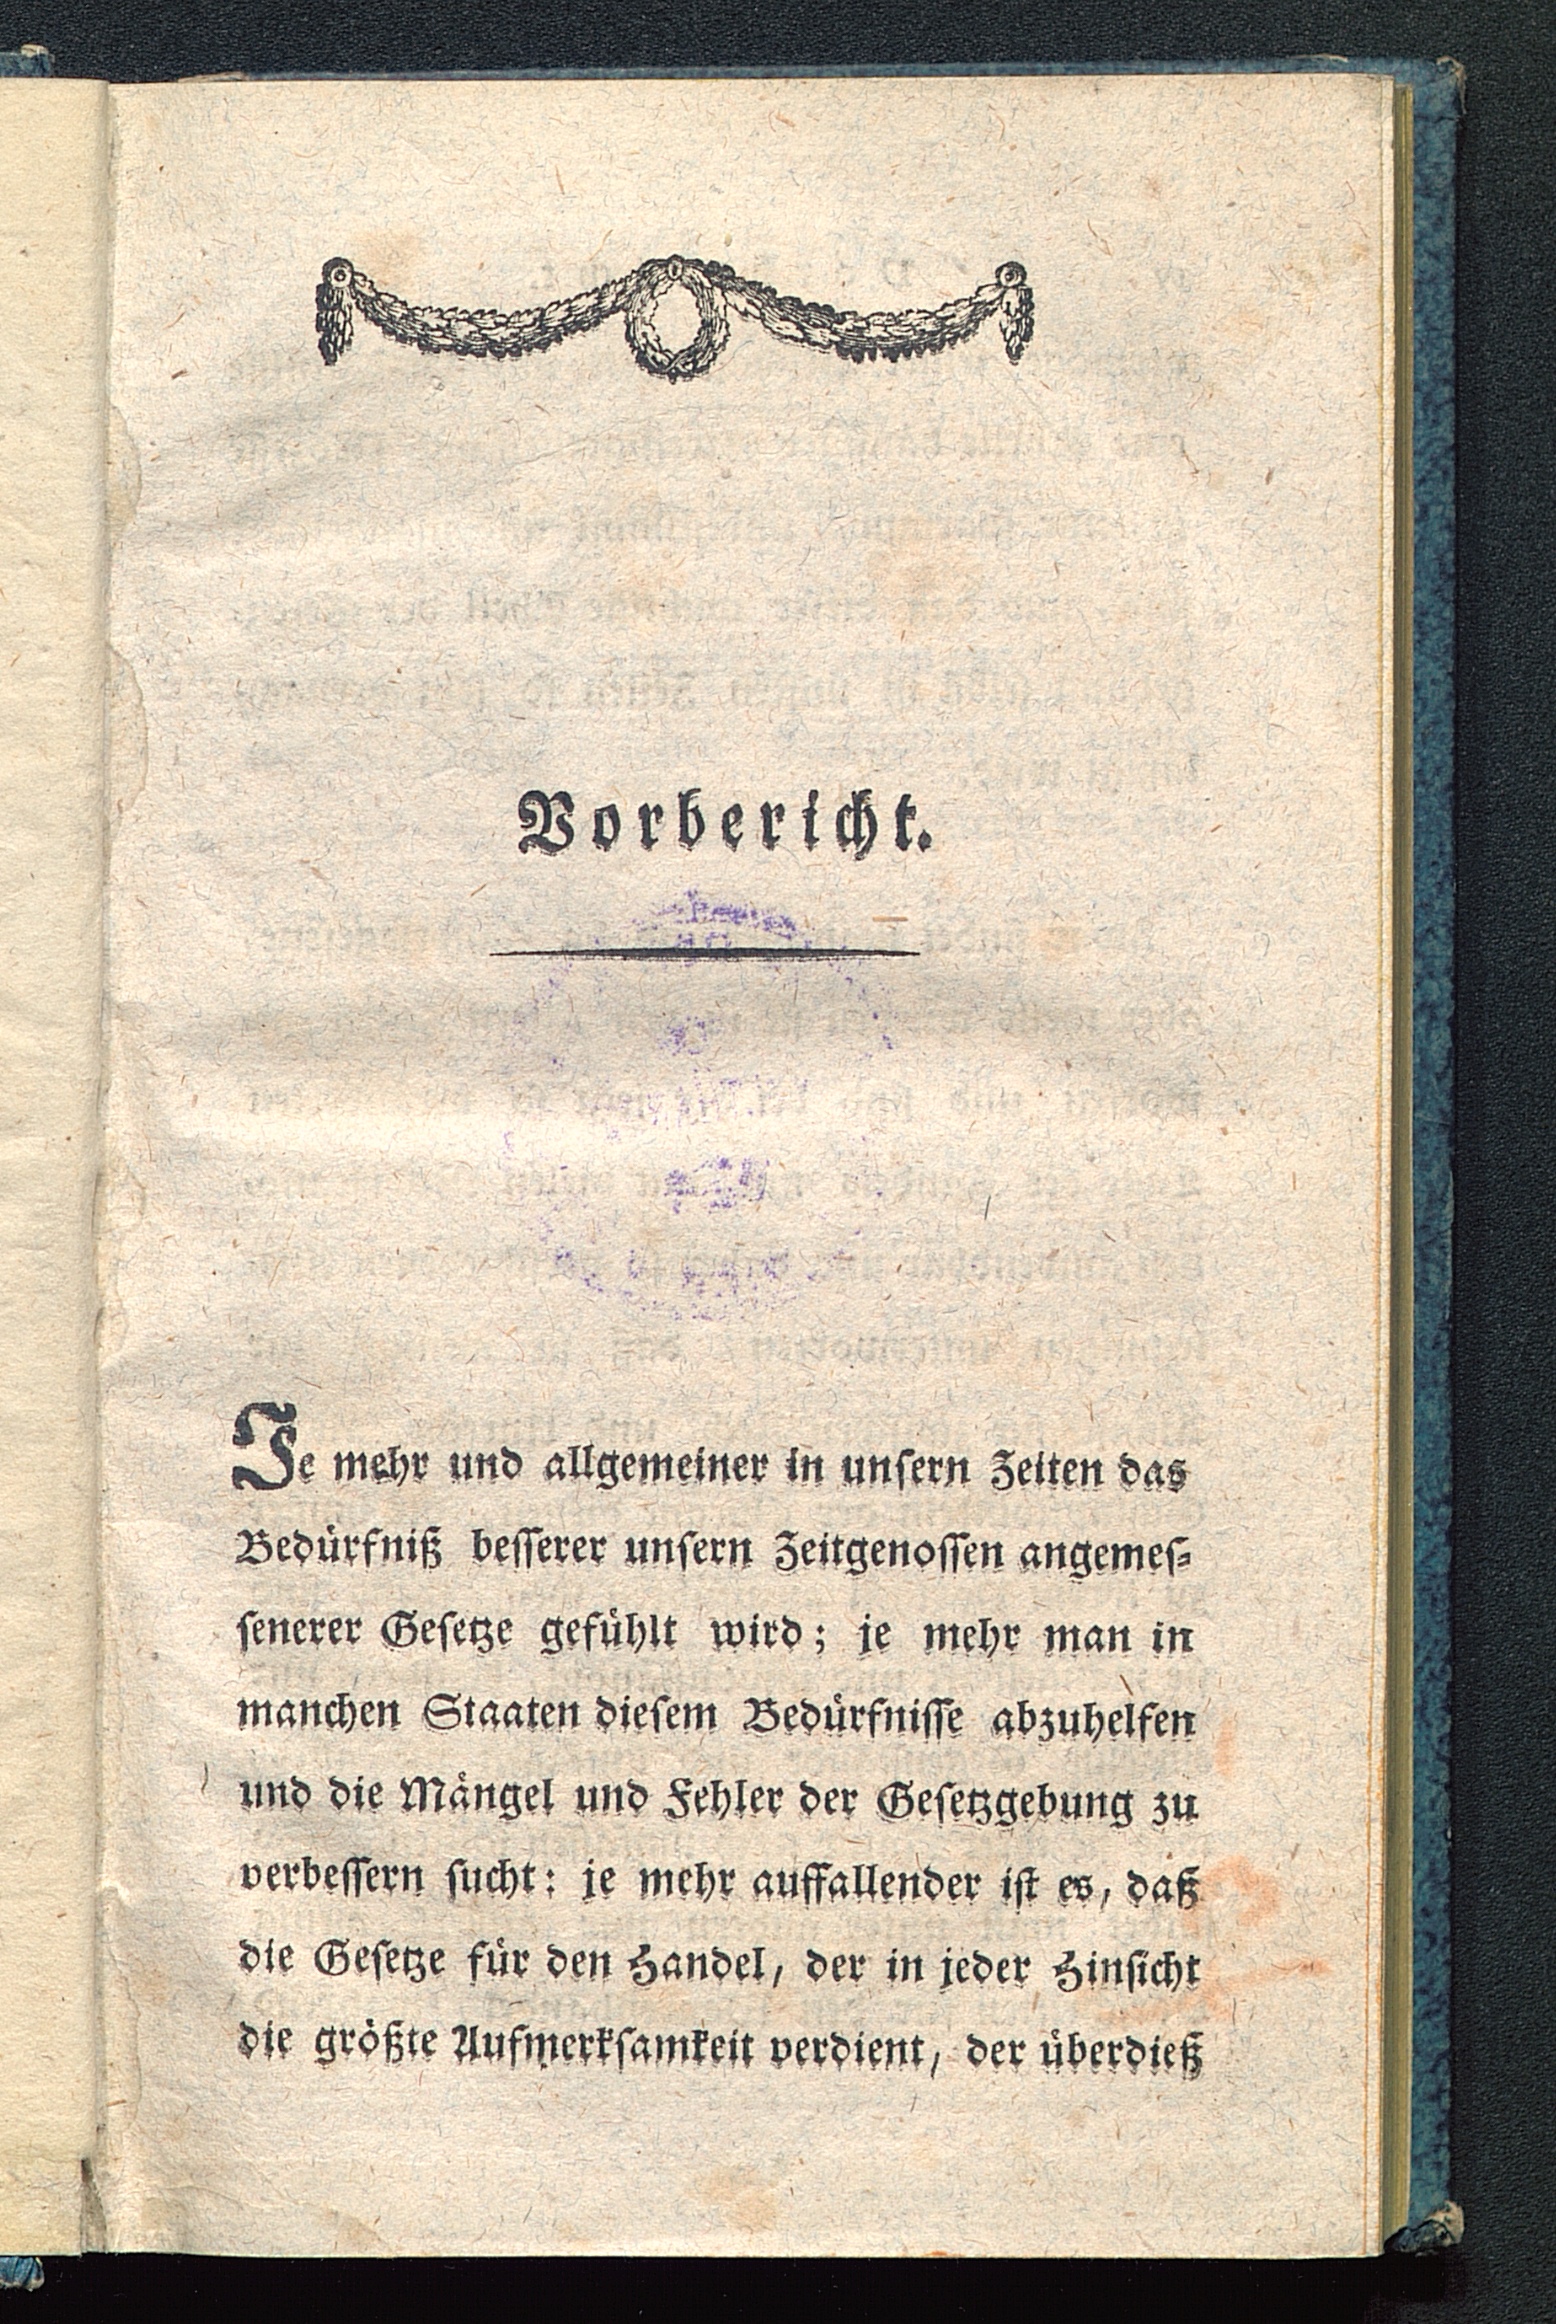 Vorbericht.
Je mehr und allgemeiner in unſern Zeiten das
Bedürfniß beſſerer unſern Zeitgenoſſen angemeſ⸗
ſenerer Geſetze gefühlt wird; je mehr man in
manchen Staaten dieſem Bedürfniſſe abzuhelfen
und die Mängel und Fehler der Geſetzgebung zu
verbeſſern ſucht: je mehr auffallender iſt es, daß
die Geſetze für den Handel, der in jeder Hinſicht
die größte Aufmerkſamkeit verdient, der überdieß